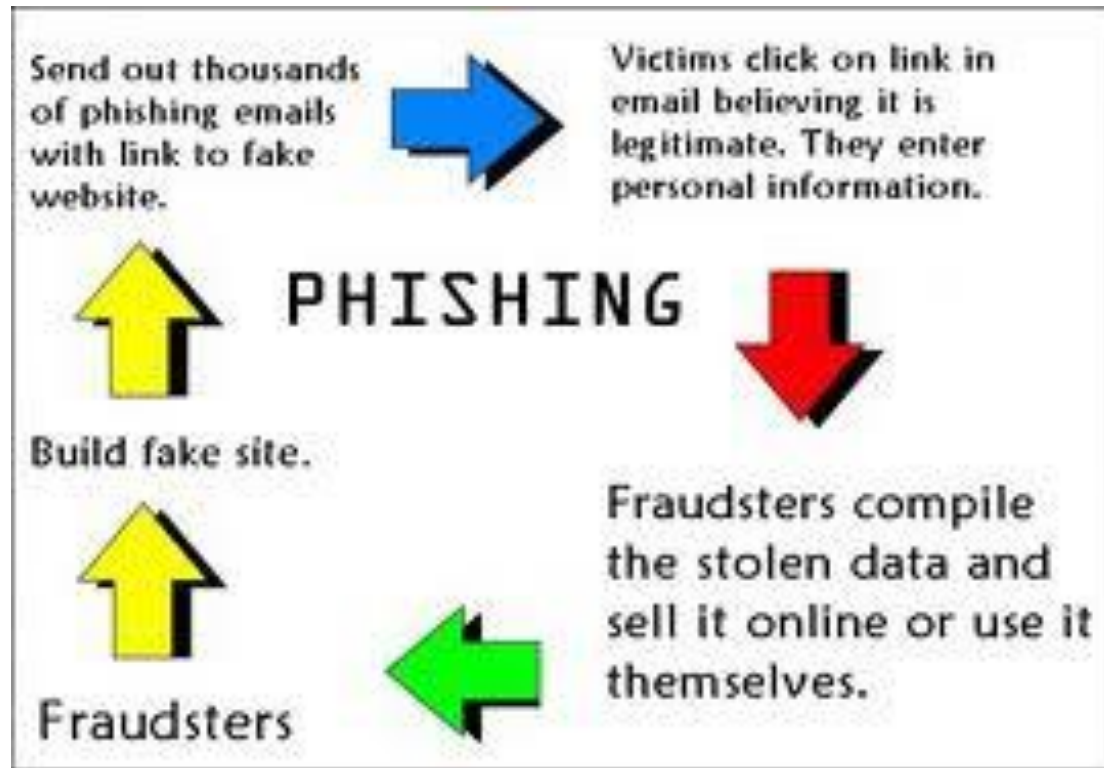 Send out thousands
of phishing emails
with link to fake
website.
Victims click on link in
email believing it is
legitimate. They enter
personal information.
PHISHING
Build fake site.
Fraudsters compile
the stolen data and
sell it online or use it
themselves.
Fraudsters